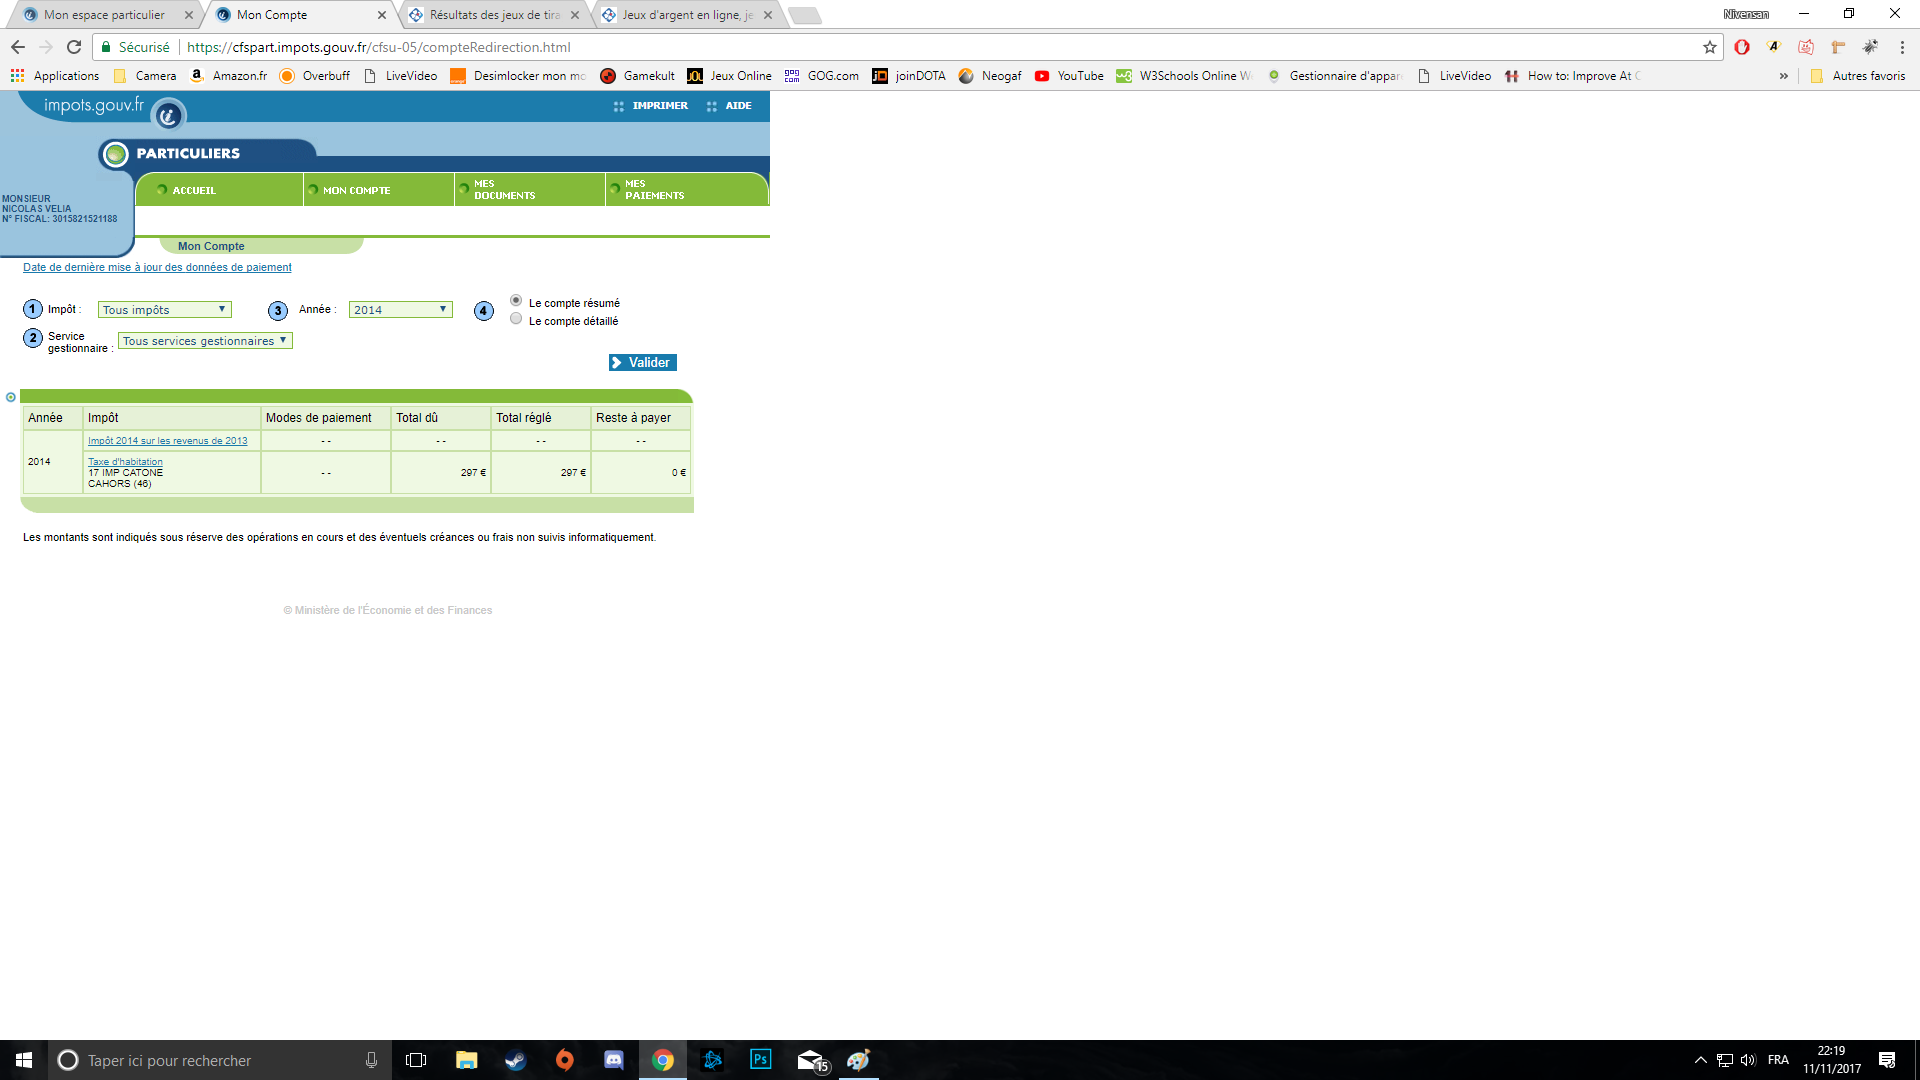 Mon espace particulier
Mon Compte
Résultats des jeux de tira
Jeux d'argent en ligne, je
Nivensan
Sécurisé
https://cfspart.impots.gouv.fr/cfsu-05/compteRedirection.html
Applications
Camera
Amazon.fr
Overbuff
LiveVideo
Desimlocker mon mo
Gamekult
Jeux Online
GOG.com
joinDOTA
Neogaf
YouTube
W3Schools Online W
Gestionnaire d'appar
LiveVideo
How to: Improve At C
»
Autres favoris
impots.gouv.fr
IMPRIMER
AIDE
PARTICULIERS
ACCUEIL
MON COMPTE
MES
DOCUMENTS
MES
PAIEMENTS
MONSIEUR
NICOLAS VELIA
N° FISCAL: 3015821521188
Mon Compte
Date de dernière mise à jour des données de paiement
1 Impôt : Tous impôts
3 Année : 2014
4 Le compte résumé
Le compte détaillé
2 Service
gestionnaire : Tous services gestionnaires
Valider
Année Impôt Modes de paiement Total dû Total réglé Reste à payer
Impôt 2014 sur les revenus de 2013 - - - - - - - -
2014
Taxe d'habitation
17 IMP CATONE - - 297 € 297 € 0 €
CAHORS (46)
Les montants sont indiqués sous réserve des opérations en cours et des éventuels créances ou frais non suivis informatiquement.
© Ministère de l'Économie et des Finances
Taper ici pour rechercher
Ps
15
FRA
22:19
11/11/2017